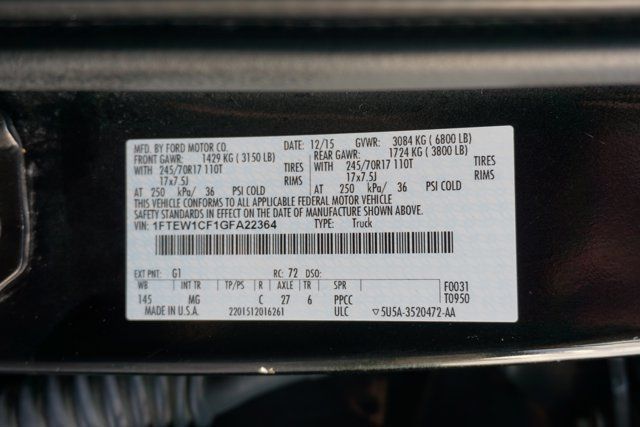 MFD. BY FORD MOTOR CO. DATE: 12/15 GVWR: 3084 KG ( 6800 LB)
FRONT GAWR: 1429 KG ( 3150 LB) REAR GAWR: 1724 KG ( 3800 LB)
WITH 245/70R17 110T TIRES WITH 245/70R17 110T TIRES
17x7.5J RIMS 17x7.5J RIMS
AT 250 kPa/ 36 PSI COLD AT 250 kPa/ 36 PSI COLD
THIS VEHICLE CONFORMS TO ALL APPLICABLE FEDERAL MOTOR VEHICLE
SAFETY STANDARDS IN EFFECT ON THE DATE OF MANUFACTURE SHOWN ABOVE.
VIN: 1FTEW1CF1GFA22364 TYPE: Truck
EXT PNT: G1 RC: 72 DSO:
WB INT TR TP/PS R AXLE TR SPR F0031
145 MG C 27 6 PPCC T0950
MADE IN U.S.A. 2201512016261 ULC ▽5U5A-3520472-AA